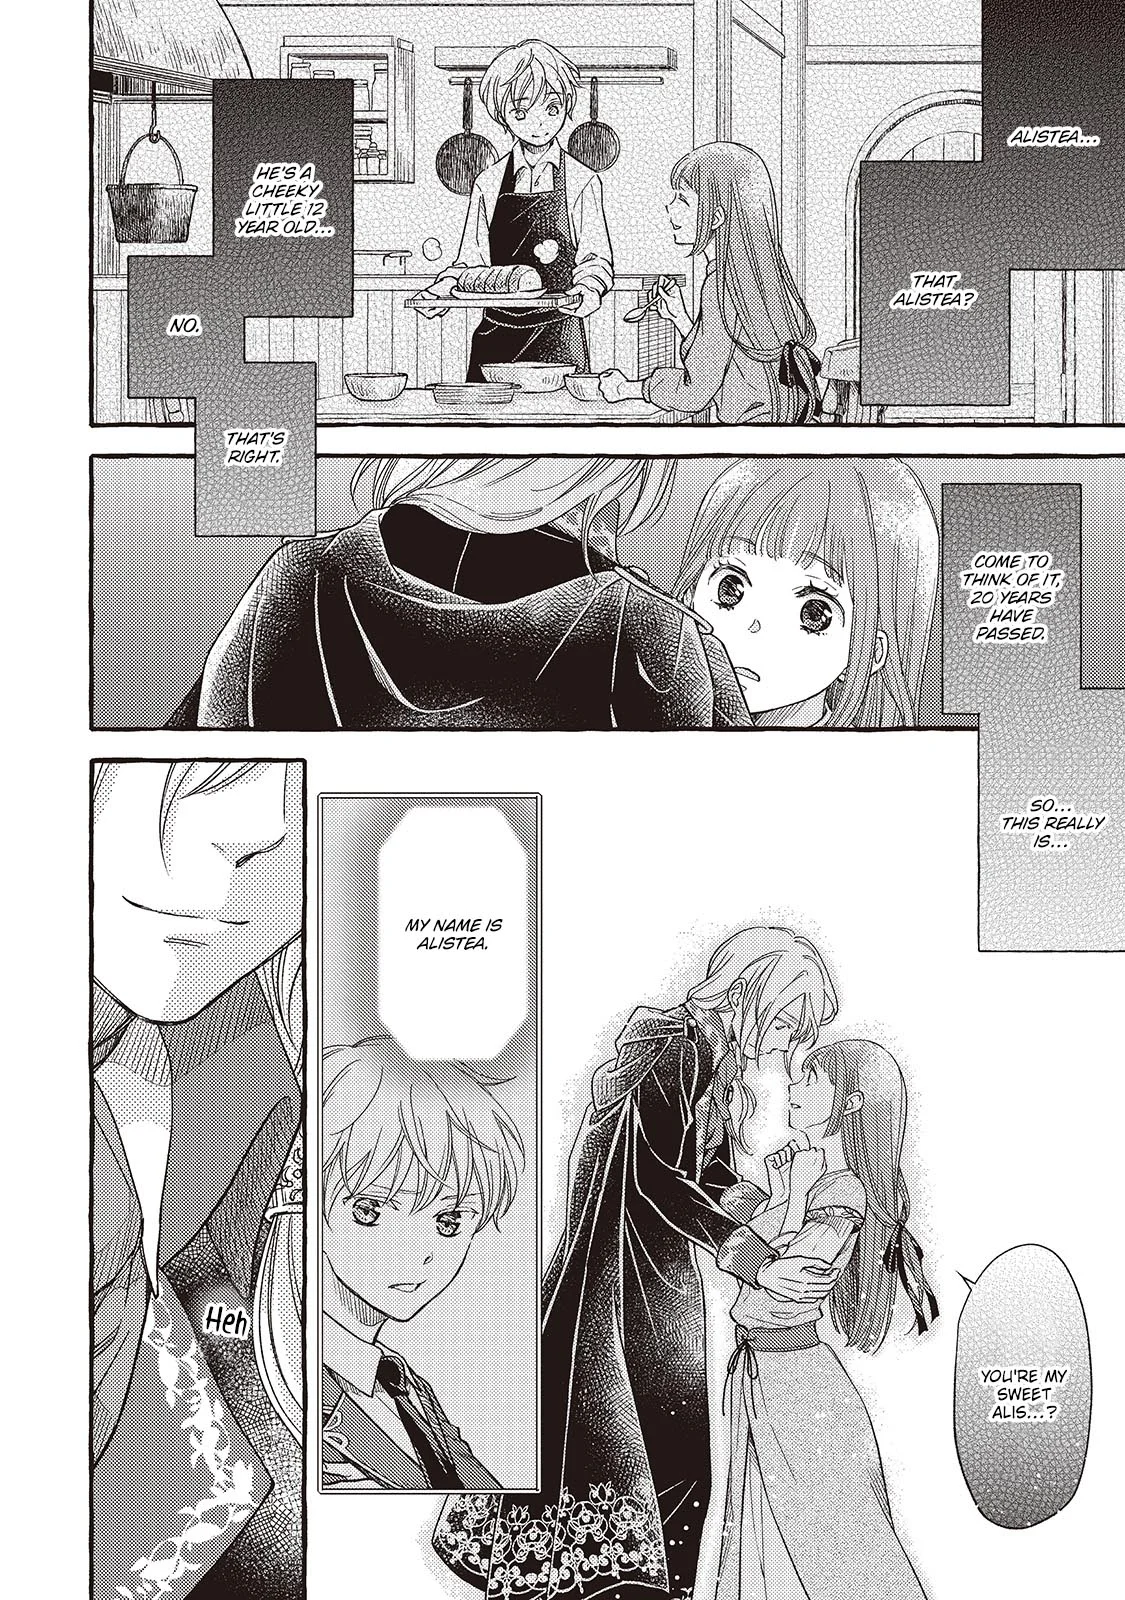 ALISTEA...
THAT
ALISTEA?
HE'S A
CHEEKY
LITTLE 12
YEAR OLD...
NO.
THAT'S
RIGHT.
COME TO
THINK OF IT,
20 YEARS
HAVE
PASSED.
SO...
THIS REALLY
IS...
YOU'RE MY
SWEET
ALIS...?
MY NAME IS
ALISTEA.
Heh